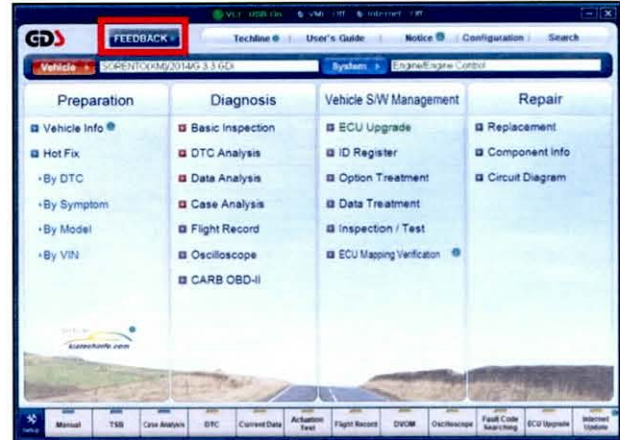 VCI : USB On VMI : Off Internet : Off
GDS FEEDBACK Techline User's Guide Notice Configuration Search
Vehicle SORENTO(XM)/2014/G 3.3 GDI System Engine/Engine Control
Preparation
Vehicle Info
Hot Fix
By DTC
By Symptom
By Model
By VIN
kiatechinfo.com
Diagnosis
Basic Inspection
DTC Analysis
Data Analysis
Case Analysis
Flight Record
Oscilloscope
CARB OBD-II
Vehicle S/W Management
ECU Upgrade
ID Register
Option Treatment
Data Treatment
Inspection / Test
ECU Mapping Verification
Repair
Replacement
Component Info
Circuit Diagram
Setup Manual TSB Case Analysis DTC Current Data Actuation Test Flight Record DVOM Oscilloscope Fault Code Searching ECU Upgrade Internet Update